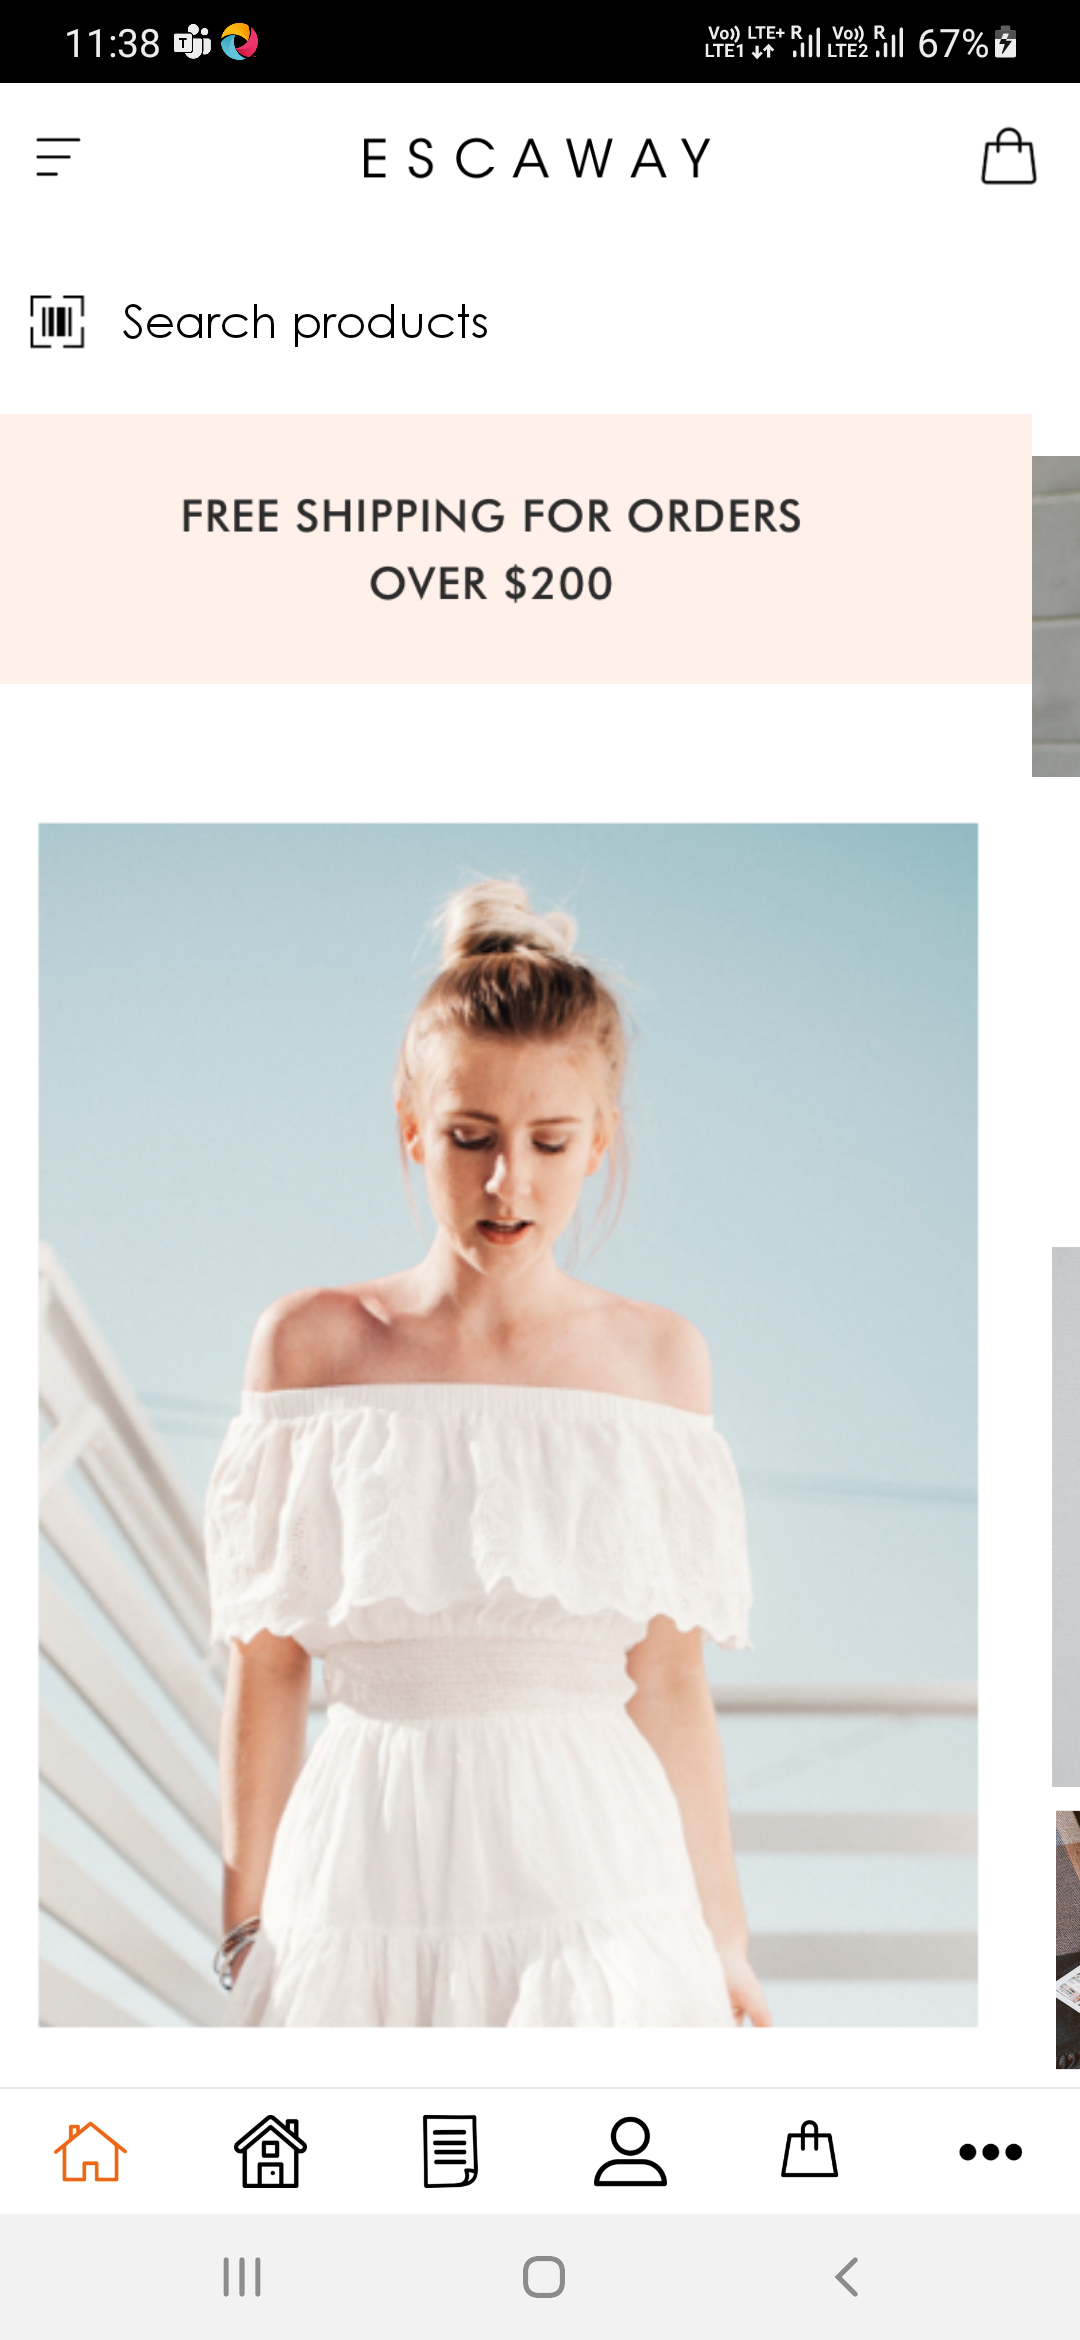 11:38
Vo)) LTE+ R Vo)) R 67%
LTE1 LTE2
ESCAWAY
Search products
FREE SHIPPING FOR ORDERS
OVER $200